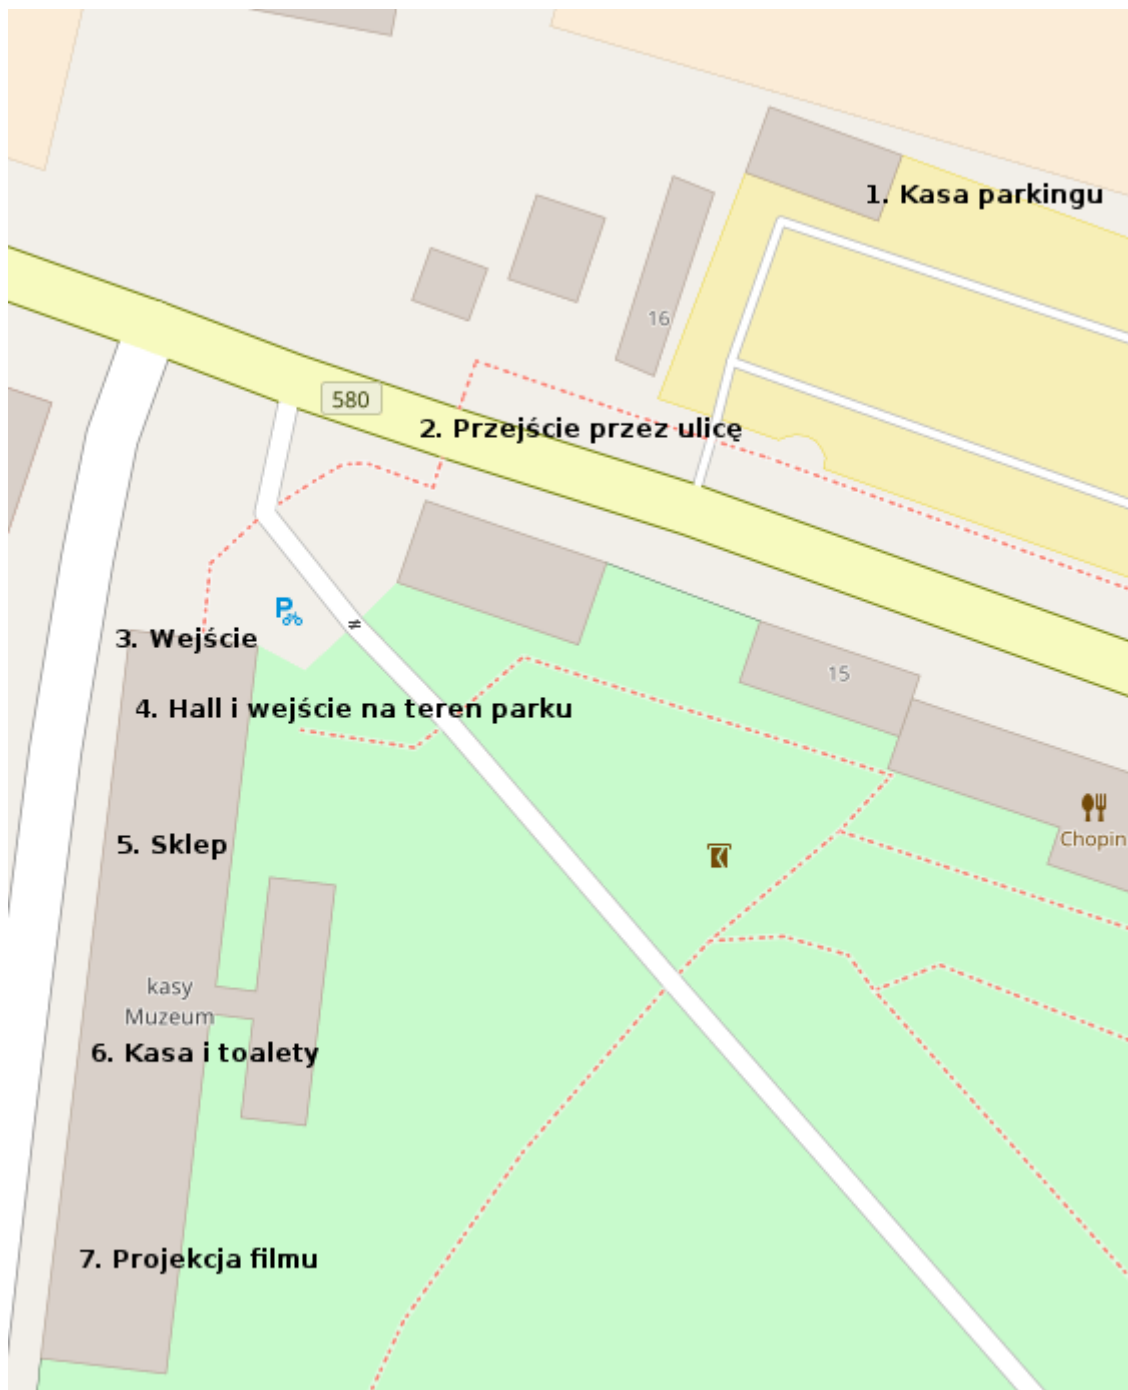 1. Kasa parkingu
16
580
2. Przejście przez ulicę
P
3. Wejście
15
4. Hall i wejście na teren parku
Chopin
5. Sklep
kasy
Muzeum
6. Kasa i toalety
7. Projekcja filmu